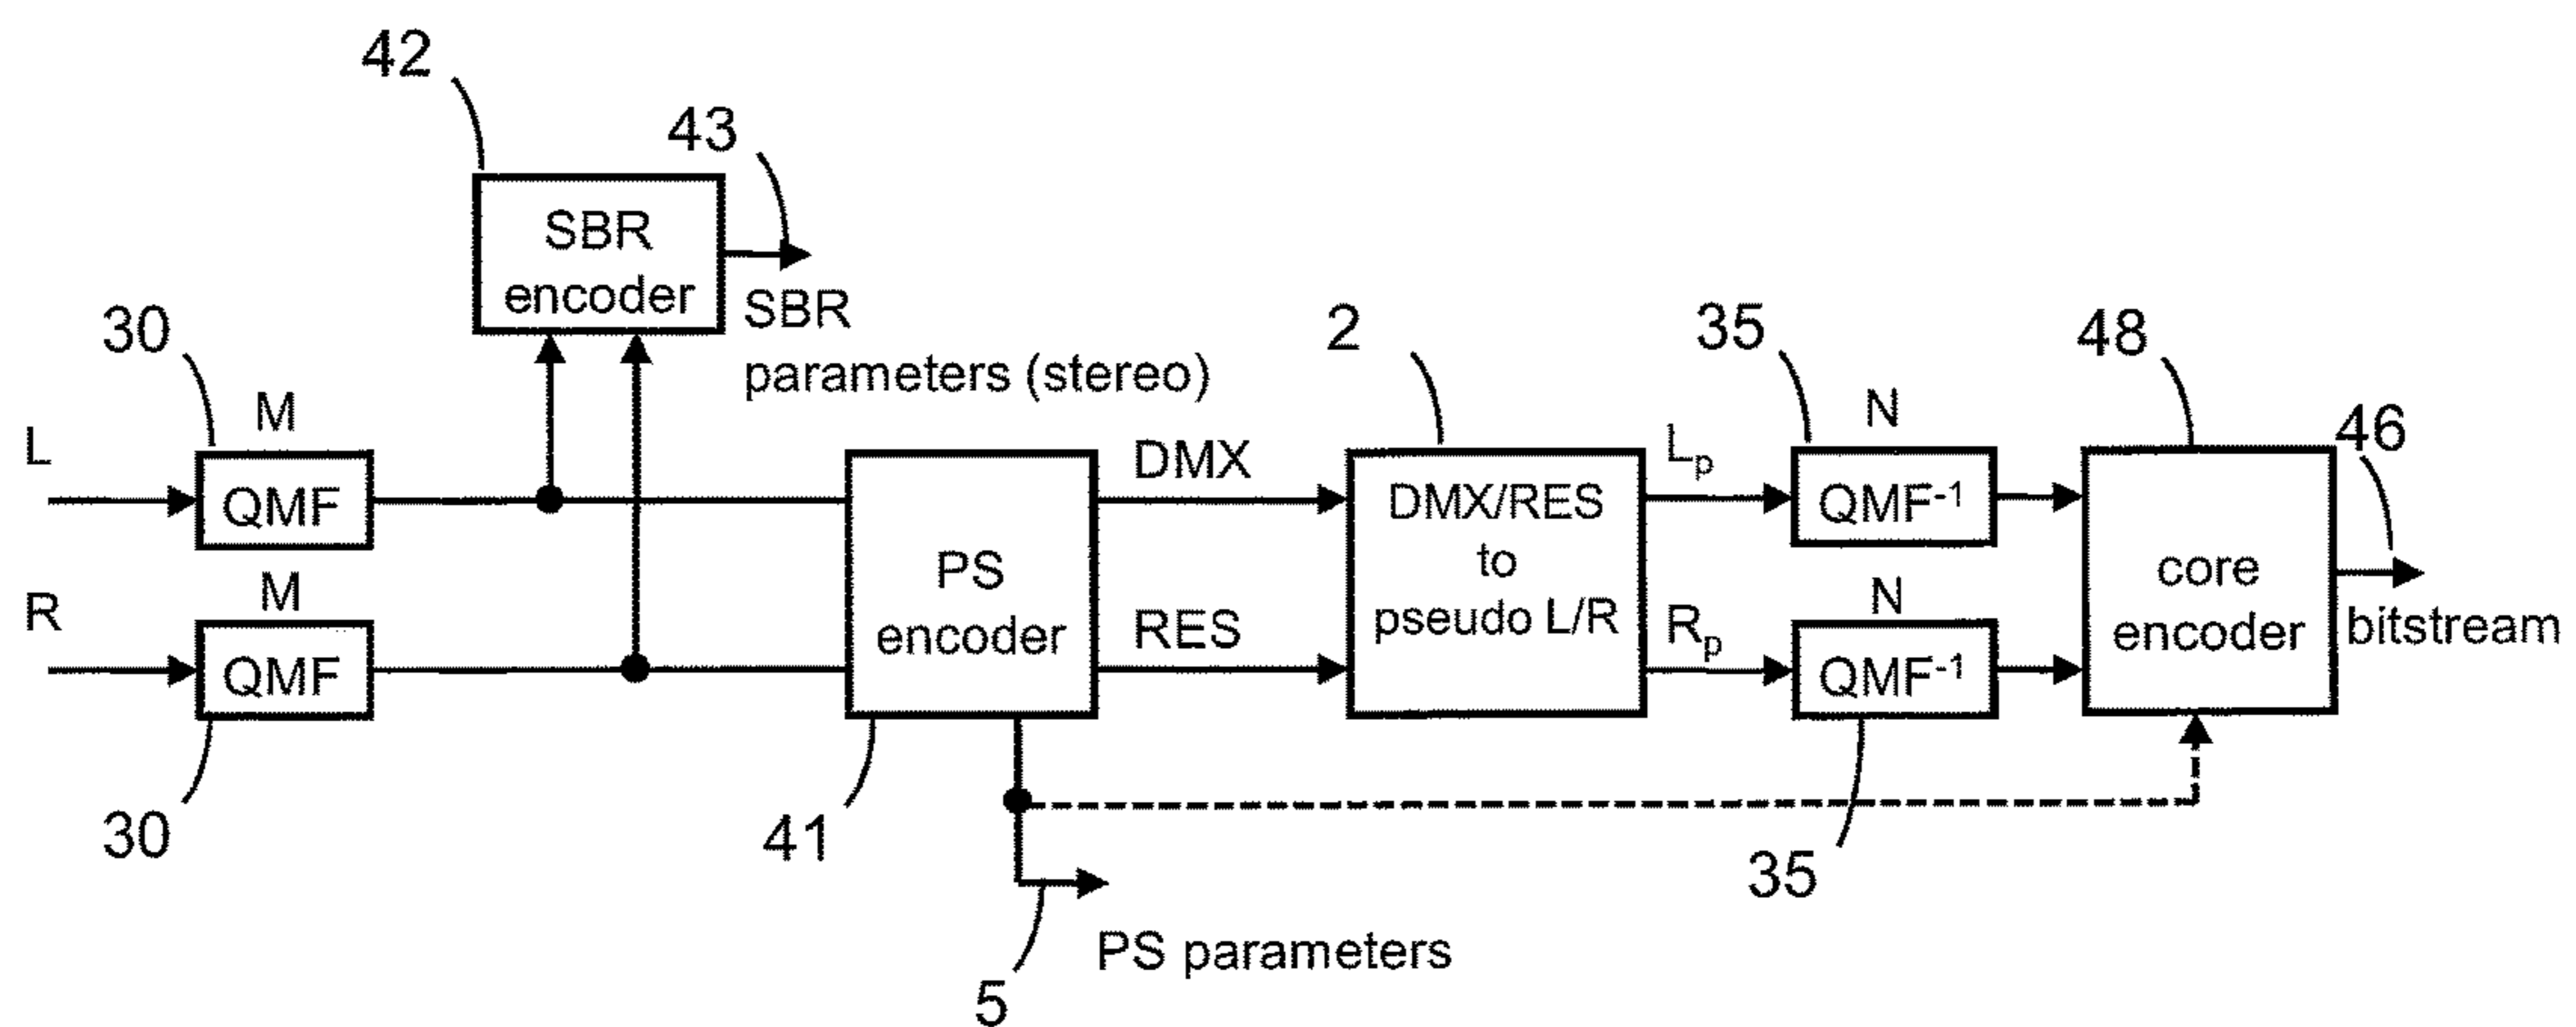 42
43
SBR
encoder
SBR
parameters (stereo)
30
2
35
48
46
M
N
L
QMF
DMX
DMX/RES
to
pseudo L/R
Lp
QMF-1
core
encoder
bitstream
M
N
R
QMF
PS
encoder
RES
Rp
QMF-1
30
41
35
5
PS parameters